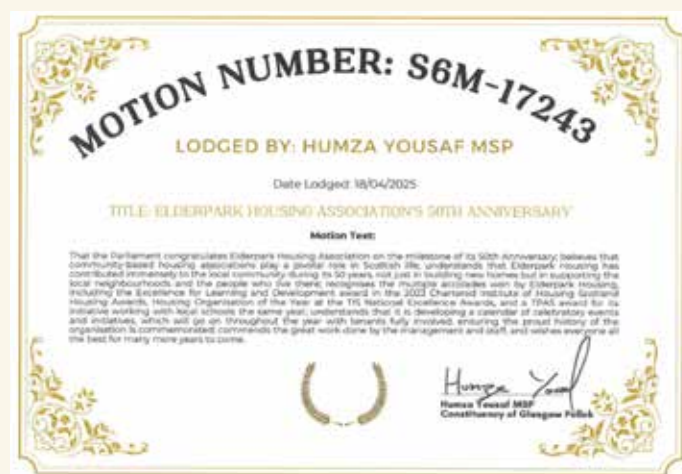 MOTION NUMBER: S6M-17243
LODGED BY: HUMZA YOUSAF MSP
Date Lodged: 18/04/2025
TITLE: ELDERPARK HOUSING ASSOCIATION'S 50TH ANNIVERSARY
Motion Text:
That the Parliament congratulates Elderpark Housing Association on the milestone of its 50th Anniversary; believes that
community-based housing associations play a pivotal role in Scottish life; understands that Elderpark Housing has
contributed immensely to the local community during its 50 years, not just in building new homes but in supporting the
local neighbourhoods and the people who live there; recognises the multiple accolades won by Elderpark Housing,
including the Excellence for Learning and Development award in the 2023 Chartered Institute of Housing Scotland
Housing Awards, Housing Organisation of the Year at the TIS National Excellence Awards, and a TPAS award for its
initiative working with local schools the same year; understands that it is developing a calendar of celebratory events
and initiatives, which will go on throughout the year with tenants fully involved, ensuring the proud history of the
organisation is commemorated; commends the great work done by the management and staff, and wishes everyone all
the best for many more years to come.
Humza Yousaf
Humza Yousaf MSP
Constituency of Glasgow Pollok